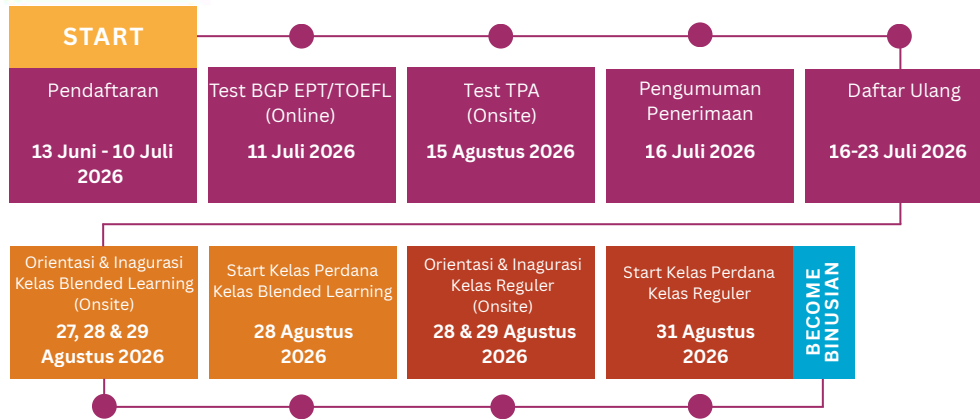 START
Pendaftaran
13 Juni - 10 Juli
2026
Test BGP EPT/TOEFL
(Online)
11 Juli 2026
Test TPA
(Onsite)
15 Agustus 2026
Pengumuman
Penerimaan
16 Juli 2026
Daftar Ulang
16-23 Juli 2026
Orientasi & Inagurasi
Kelas Blended Learning
(Onsite)
27, 28 & 29
Agustus 2026
Start Kelas Perdana
Kelas Blended Learning
28 Agustus
2026
Orientasi & Inagurasi
Kelas Reguler
(Onsite)
28 & 29 Agustus
2026
Start Kelas Perdana
Kelas Reguler
31 Agustus
2026
BECOME
BINUSIAN